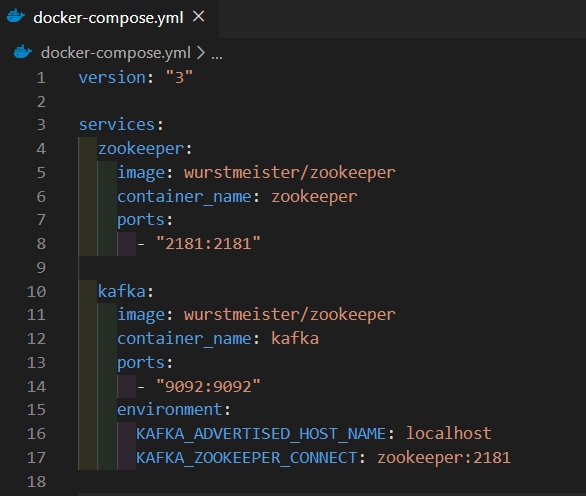 docker-compose.yml
docker-compose.yml > ...
1 version: "3"
2
3 services:
4   zookeeper:
5     image: wurstmeister/zookeeper
6     container_name: zookeeper
7     ports:
8       - "2181:2181"
9
10   kafka:
11     image: wurstmeister/zookeeper
12     container_name: kafka
13     ports:
14       - "9092:9092"
15     environment:
16       KAFKA_ADVERTISED_HOST_NAME: localhost
17       KAFKA_ZOOKEEPER_CONNECT: zookeeper:2181
18